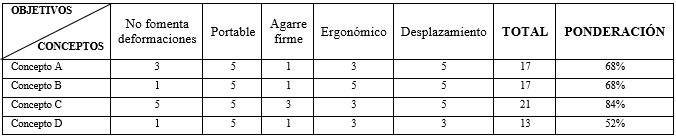 OBJETIVOS
CONCEPTOS
No fomenta
deformaciones
Portable
Agarre
firme
Ergonómico
Desplazamiento
TOTAL
PONDERACIÓN
Concepto A 3 5 1 3 5 17 68%
Concepto B 1 5 1 5 5 17 68%
Concepto C 5 5 3 3 5 21 84%
Concepto D 1 5 1 3 3 13 52%